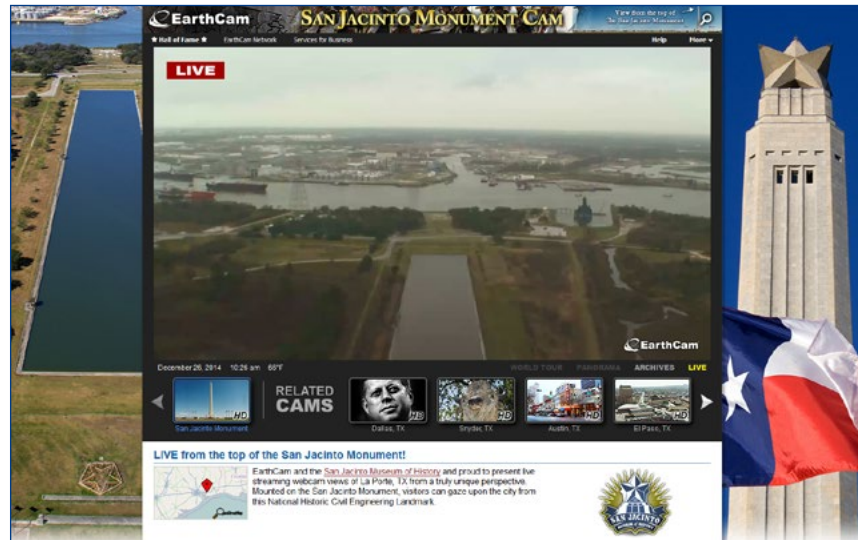 EarthCam
SAN JACINTO MONUMENT CAM
View from the top of
The San Jacinto Monument
★ Hall of Fame ★ EarthCam Network Services for Business Help More
LIVE
EarthCam
December 26, 2014 10:26 am 66°F WORLD TOUR PANORAMA ARCHIVES LIVE
RELATED
CAMS
HD HD HD HD HD
San Jacinto Monument Dallas, TX Snyder, TX Austin, TX El Paso, TX
LIVE from the top of the San Jacinto Monument!
EarthCam and the San Jacinto Museum of History and proud to present live
streaming webcam views of La Porte, TX from a truly unique perspective.
Mounted on the San Jacinto Monument, visitors can gaze upon the city from
this National Historic Civil Engineering Landmark.
SAN JACINTO